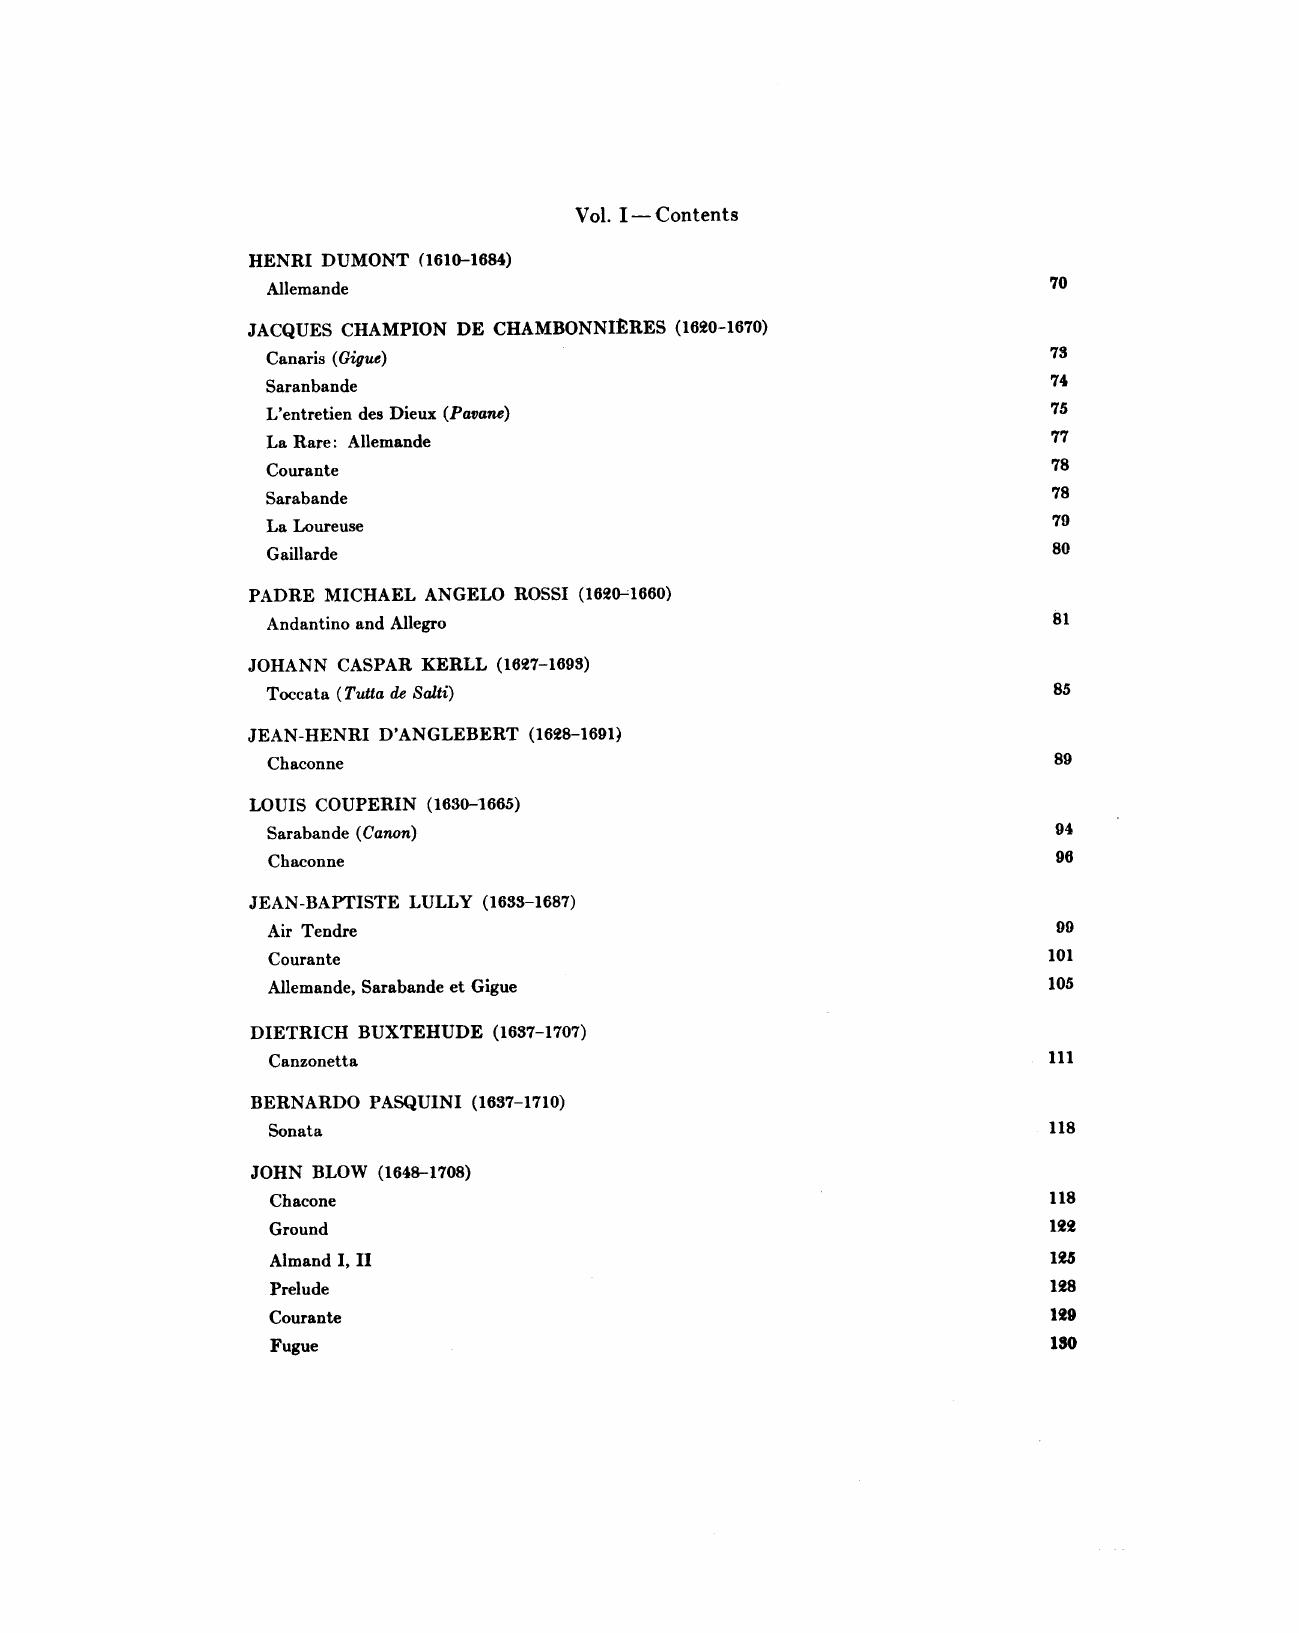 Vol. I — Contents
HENRI DUMONT (1610–1684)
Allemande 70
JACQUES CHAMPION DE CHAMBONNIÈRES (1620-1670)
Canaris (Gigue) 73
Saranbande 74
L'entretien des Dieux (Pavane) 75
La Rare: Allemande 77
Courante 78
Sarabande 78
La Loureuse 79
Gaillarde 80
PADRE MICHAEL ANGELO ROSSI (1620–1660)
Andantino and Allegro 81
JOHANN CASPAR KERLL (1627–1693)
Toccata (Tutta de Salti) 85
JEAN-HENRI D'ANGLEBERT (1628–1691)
Chaconne 89
LOUIS COUPERIN (1630–1665)
Sarabande (Canon) 94
Chaconne 96
JEAN-BAPTISTE LULLY (1633–1687)
Air Tendre 99
Courante 101
Allemande, Sarabande et Gigue 105
DIETRICH BUXTEHUDE (1637–1707)
Canzonetta 111
BERNARDO PASQUINI (1637–1710)
Sonata 118
JOHN BLOW (1648–1708)
Chacone 118
Ground 122
Almand I, II 125
Prelude 128
Courante 129
Fugue 130